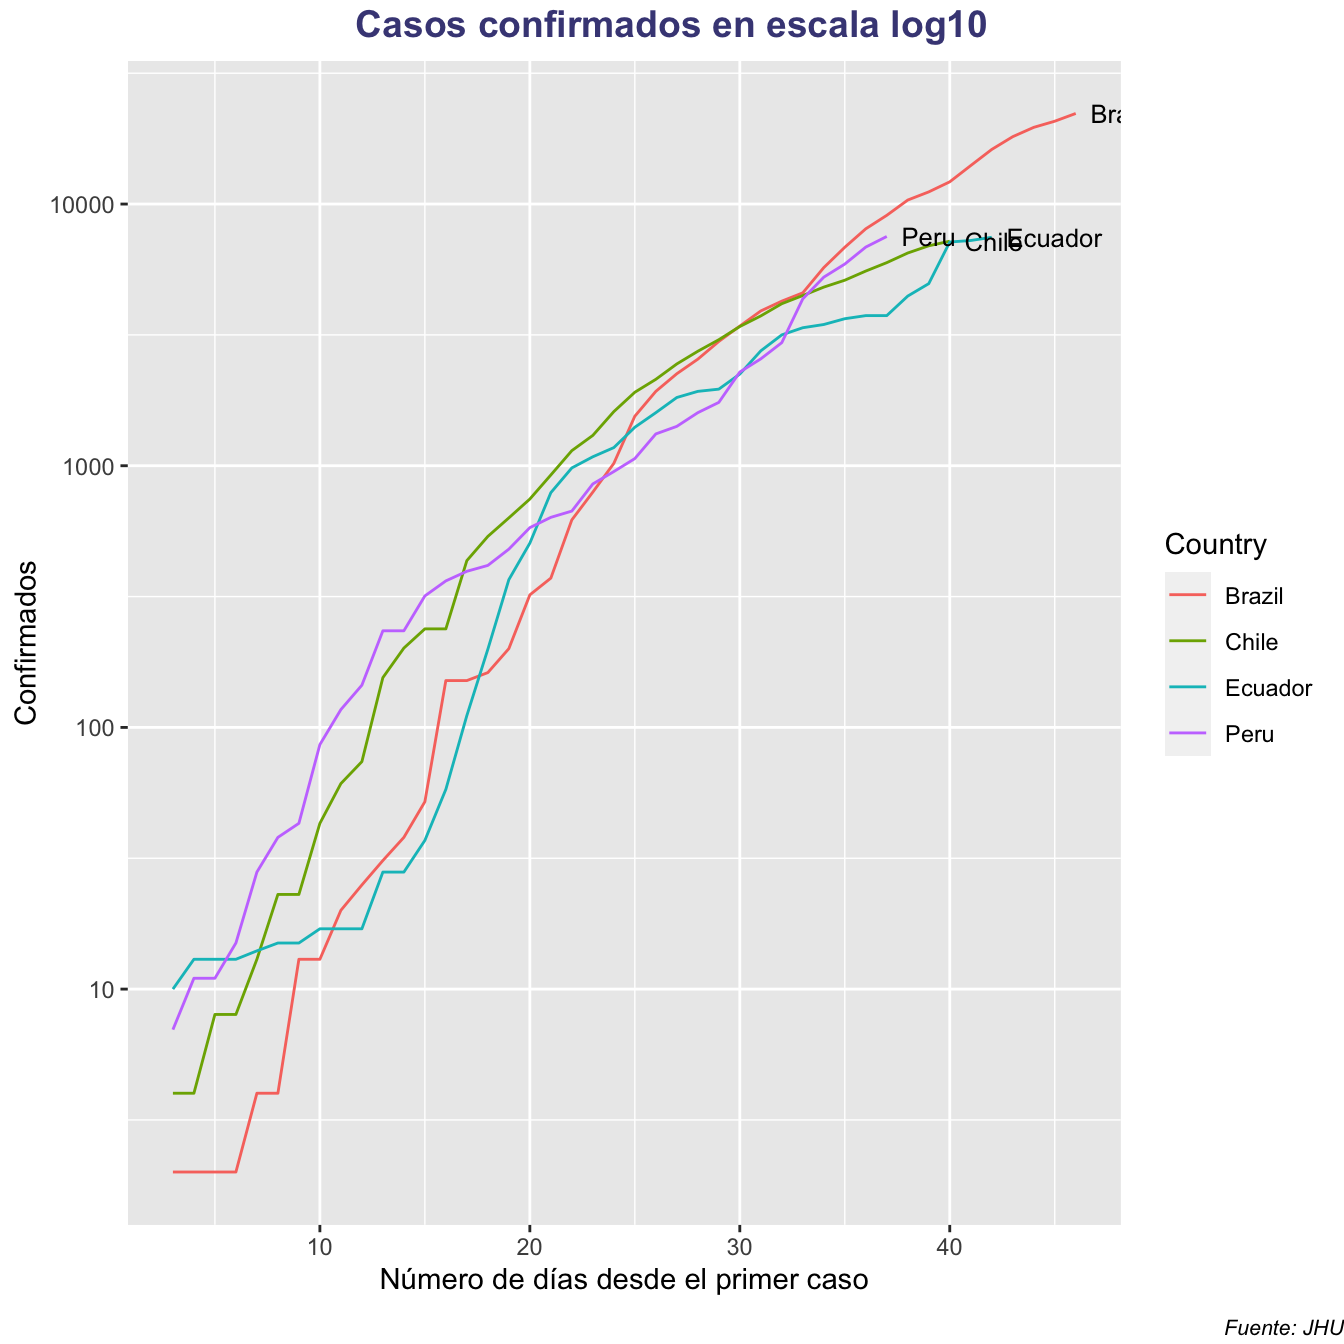 Casos confirmados en escala log10
Confirmados
10000
1000
100
10
Bra
Peru
Chile
Ecuador
10
20
30
40
Número de días desde el primer caso
Country
Brazil
Chile
Ecuador
Peru
Fuente: JHU